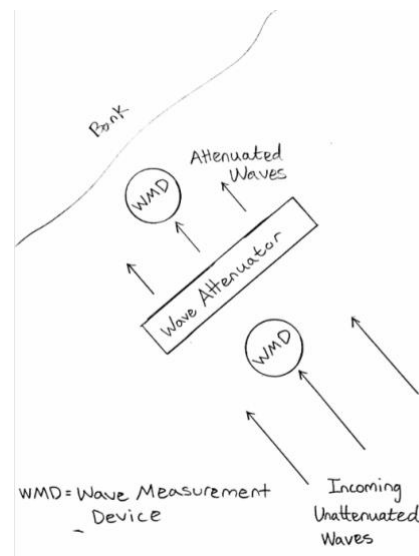 Bank
Attenuated
Waves
WMD
Wave Attenuator
WMD
WMD = Wave Measurement
Device
Incoming
Unattenuated
Waves